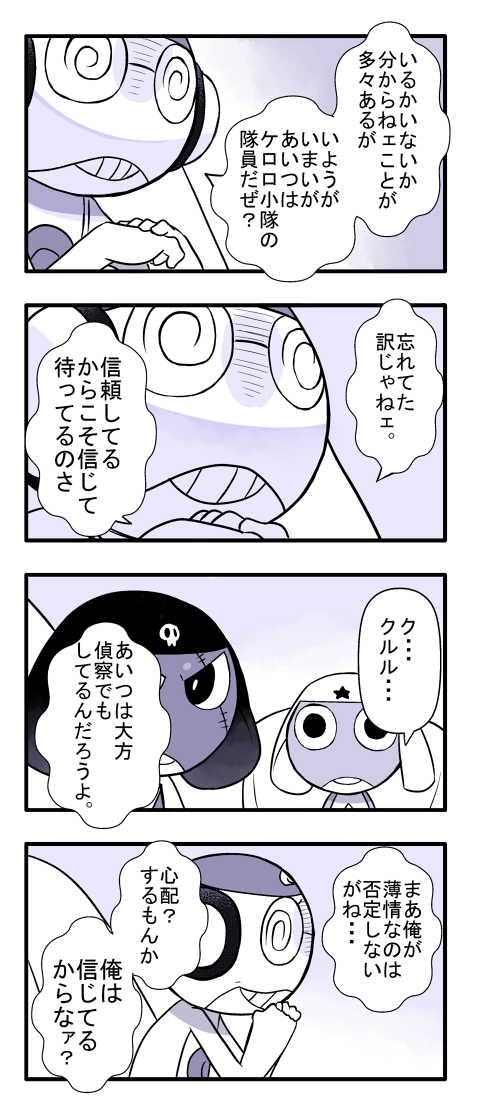 いるかいないか
分からねェことが
多々あるが
いようが
いまいが
あいつは
ケロロ小隊の
隊員だぜ？
忘れてた
訳じゃねェ。
信頼してる
からこそ信じて
待ってるのさ
ク…
クルル…
あいつは大方
偵察でも
してるんだろうよ。
まあ俺が
薄情なのは
否定しない
がね…
心配？
するもんか
俺は
信じてる
からなァ？